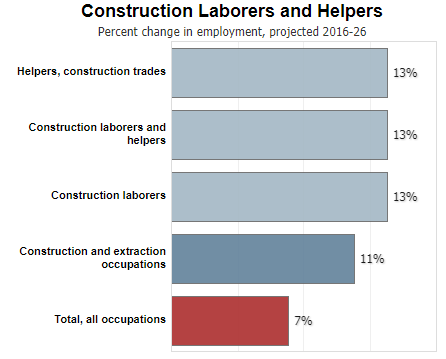 Construction Laborers and Helpers
Percent change in employment, projected 2016-26
Helpers, construction trades
13%
Construction laborers and
helpers
13%
Construction laborers
13%
Construction and extraction
occupations
11%
Total, all occupations
7%